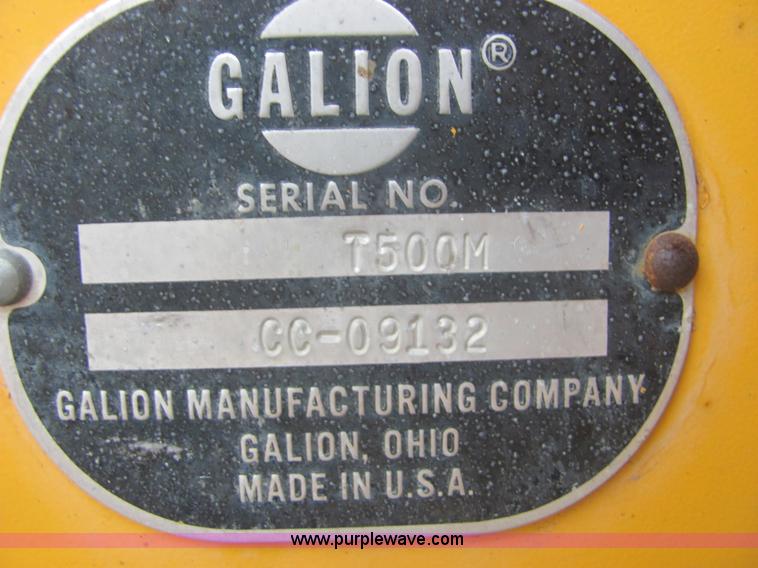 GALION®
SERIAL NO.
T500M
CC-09132
GALION MANUFACTURING COMPANY
GALION, OHIO
MADE IN U.S.A.
www.purplewave.com